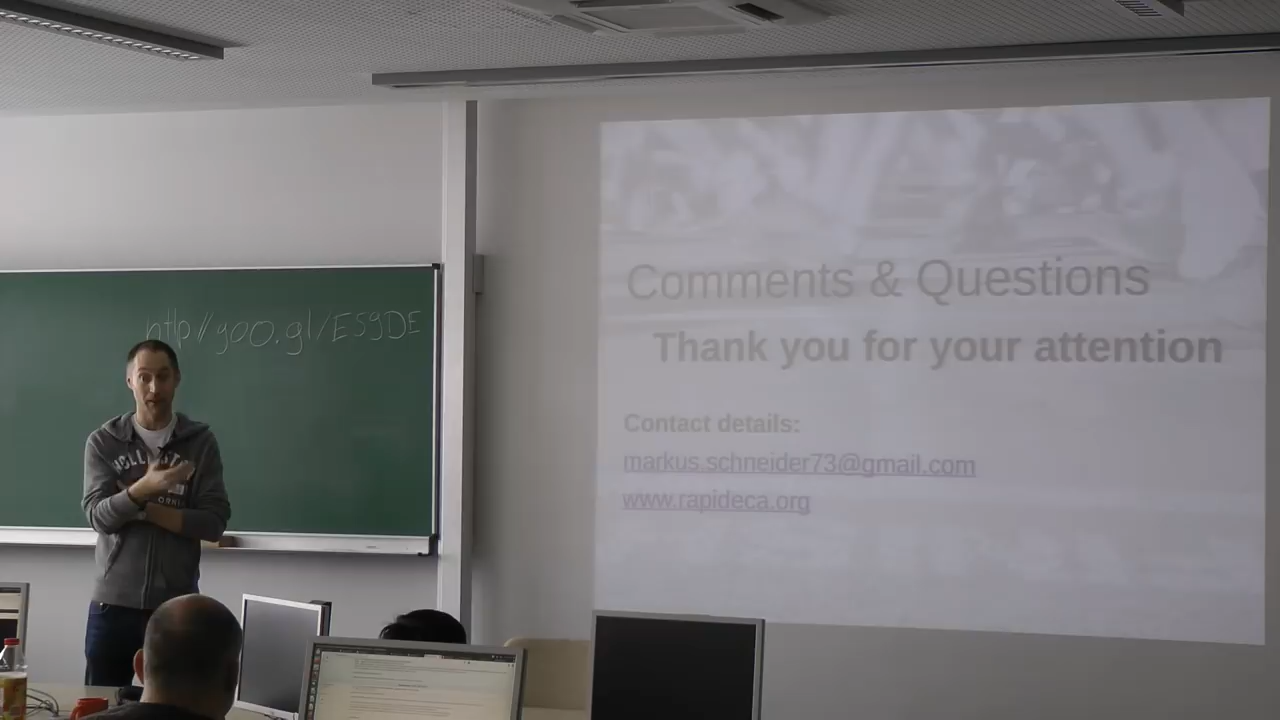 http//goo.gl/ES9DE
Comments & Questions
Thank you for your attention
Contact details:
markus.schneider73@gmail.com
www.rapideca.org